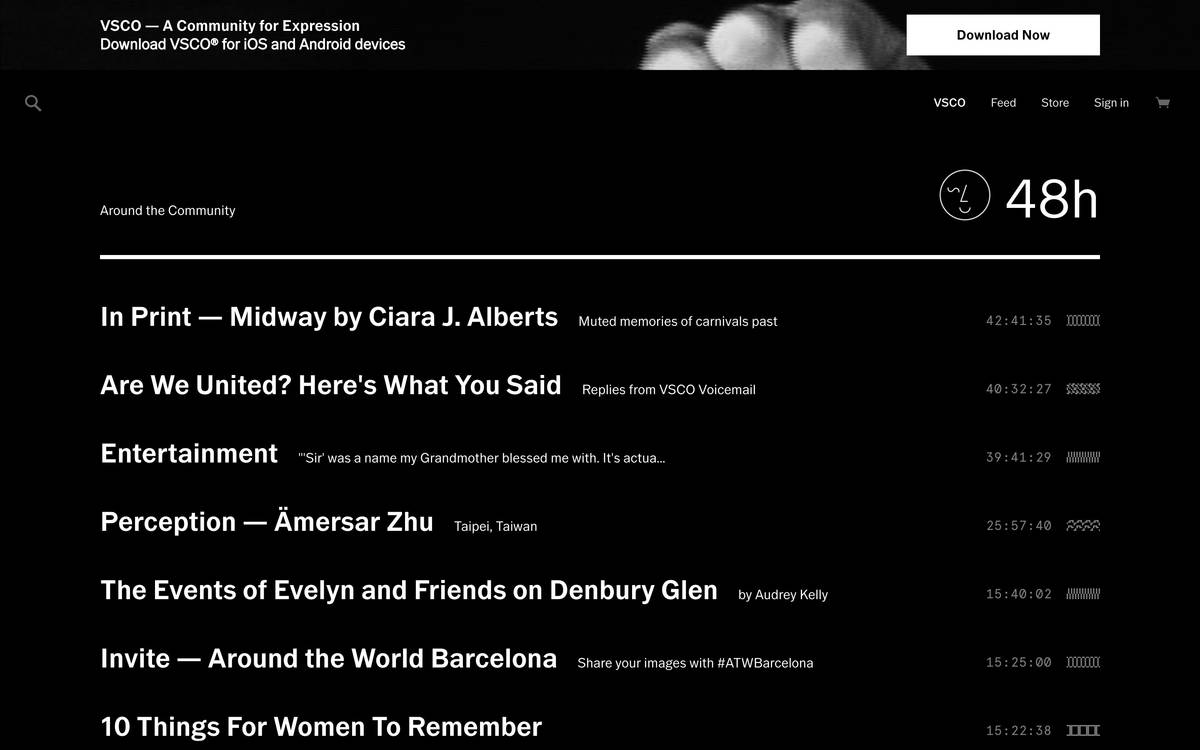 VSCO — A Community for Expression
Download VSCO® for iOS and Android devices
Download Now
VSCO Feed Store Sign in
Around the Community
48h
In Print — Midway by Ciara J. Alberts Muted memories of carnivals past 42:41:35
Are We United? Here's What You Said Replies from VSCO Voicemail 40:32:27
Entertainment "'Sir' was a name my Grandmother blessed me with. It's actua... 39:41:29
Perception — Ämersar Zhu Taipei, Taiwan 25:57:40
The Events of Evelyn and Friends on Denbury Glen by Audrey Kelly 15:40:02
Invite — Around the World Barcelona Share your images with #ATWBarcelona 15:25:00
10 Things For Women To Remember 15:22:38